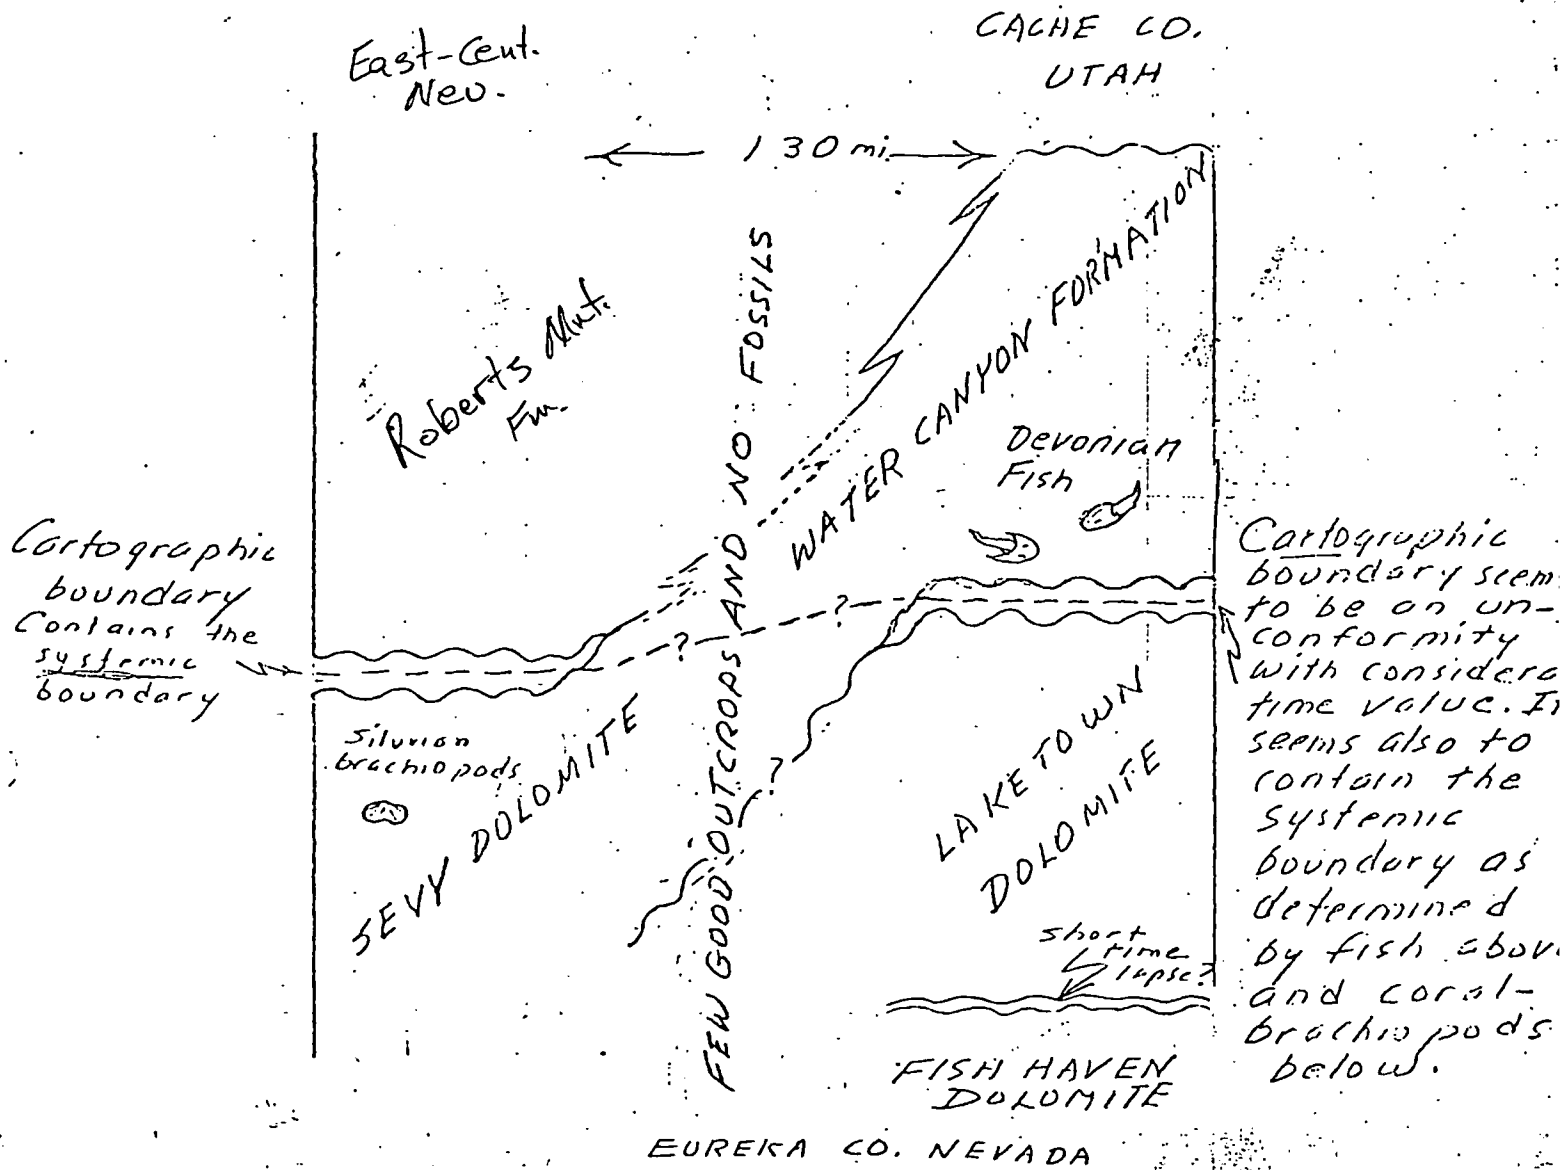 East-Cent.
Nev.
CACHE CO.
UTAH
130 mi.
Roberts Mnt.
Fm.
FEW GOOD OUTCROPS AND NO FOSSILS
WATER CANYON FORMATION
Devonian
Fish
Cartographic
boundary
Contains the
systemic
boundary
Silurian
brachiopods
SEVY DOLOMITE
?
?
?
LAKETOWN
DOLOMITE
short
time
lapse?
FISH HAVEN
DOLOMITE
Cartographic
boundary seem
to be an un-
conformity
with considera
time value. It
seems also to
contain the
systemic
boundary as
determined
by fish above
and coral-
brachiopods
below.
EUREKA CO. NEVADA